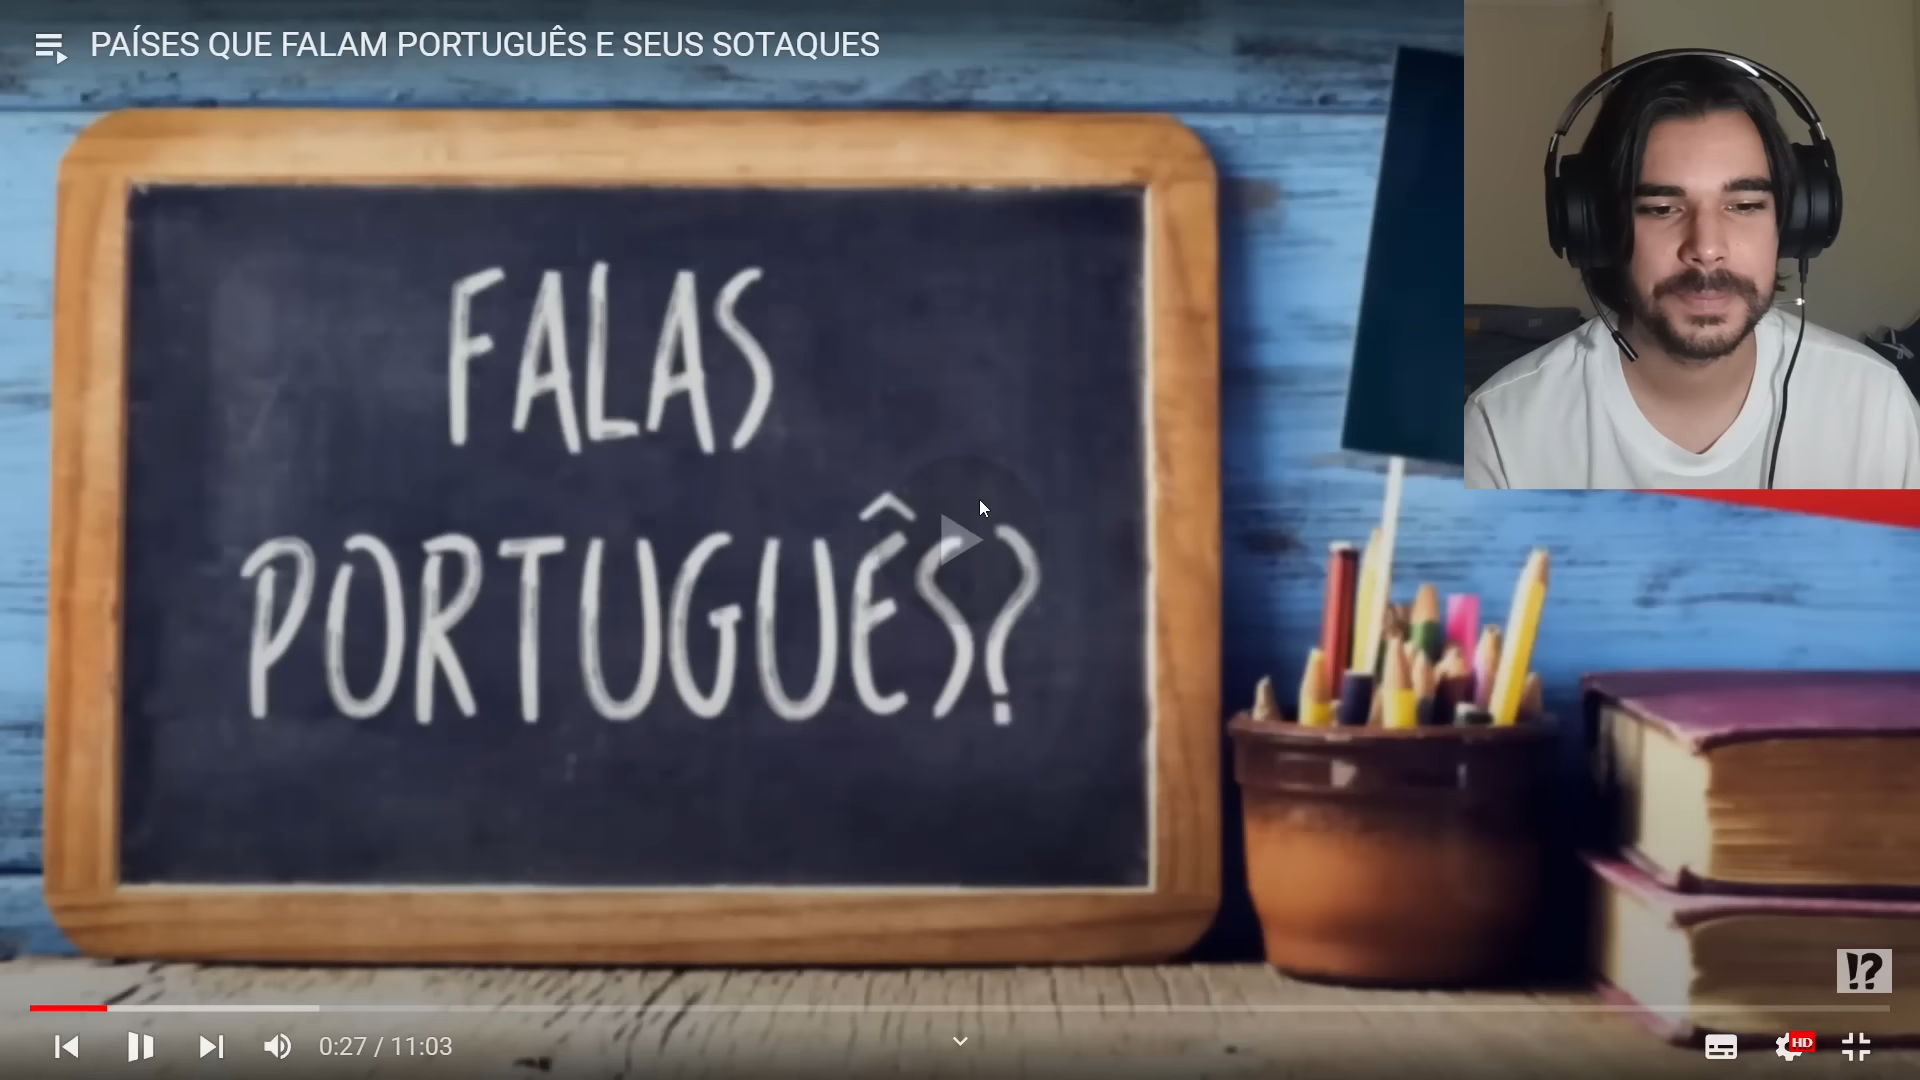 PAÍSES QUE FALAM PORTUGUÊS E SEUS SOTAQUES
FALAS
PORTUGUÊS?
!?
0:27 / 11:03
HD